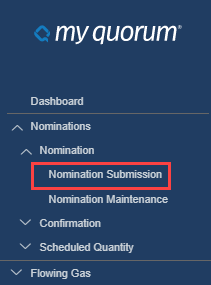 my quorum®
Dashboard
Nominations
Nomination
Nomination Submission
Nomination Maintenance
Confirmation
Scheduled Quantity
Flowing Gas